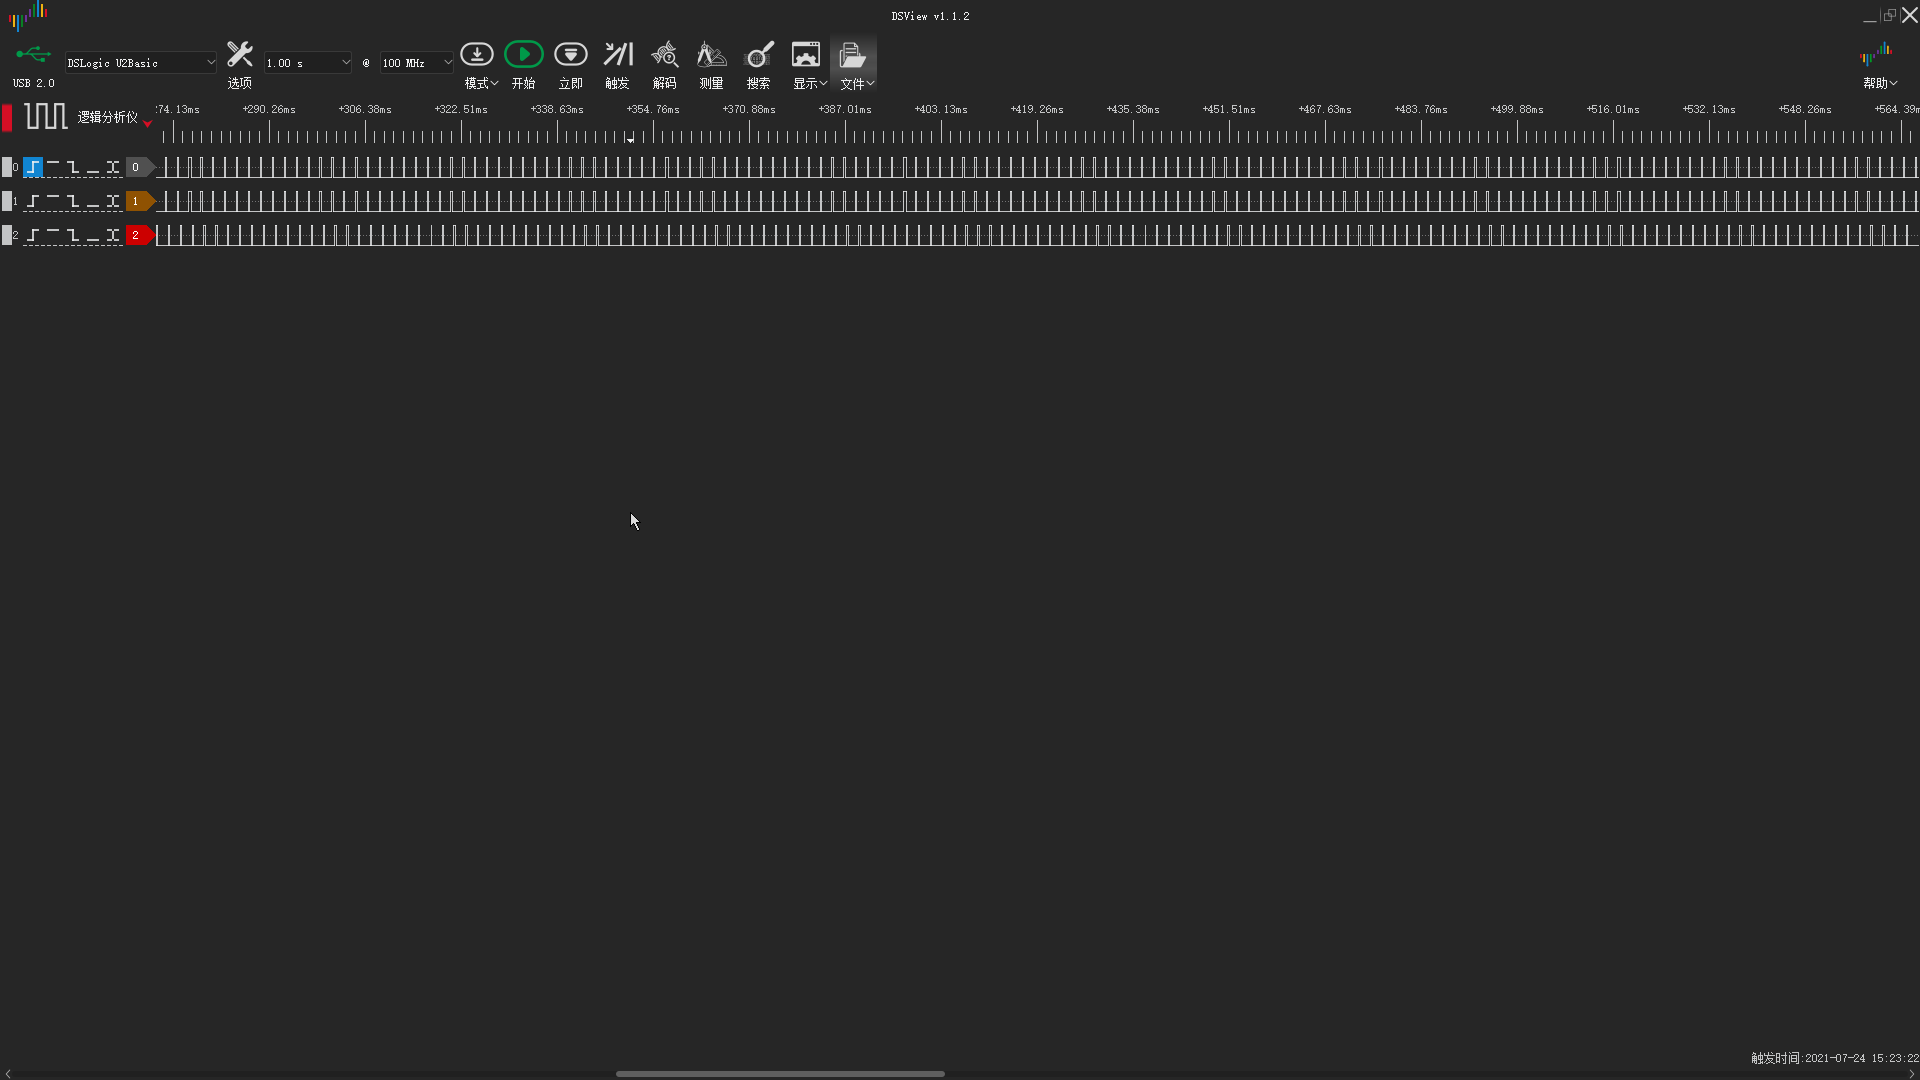 DSView v1.1.2
USB 2.0
DSLogic U2Basic
选项
1.00 s
@
100 MHz
模式
开始
立即
触发
解码
测量
搜索
显示
文件
帮助
逻辑分析仪
74.13ms +290.26ms +306.38ms +322.51ms +338.63ms +354.76ms +370.88ms +387.01ms +403.13ms +419.26ms +435.38ms +451.51ms +467.63ms +483.76ms +499.88ms +516.01ms +532.13ms +548.26ms +564.39m
0 0
1 1
2 2
触发时间:2021-07-24 15:23:22